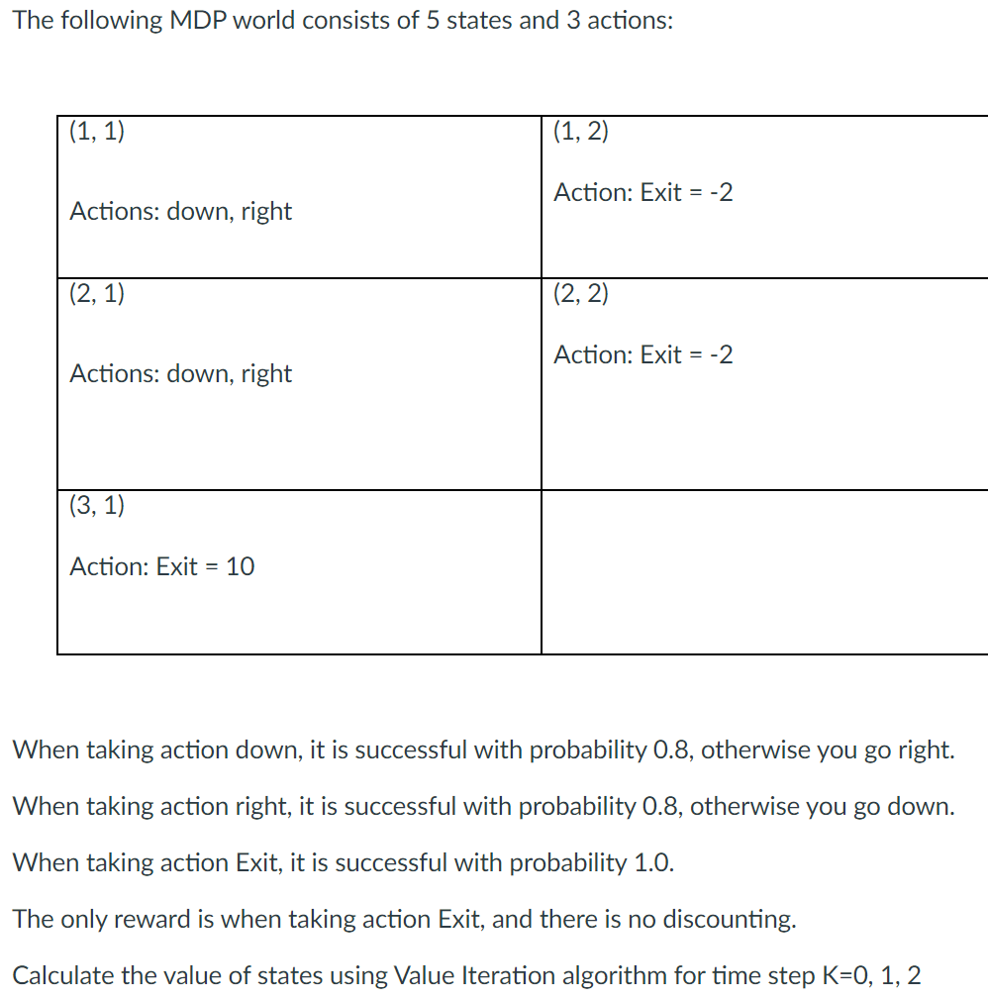 The following MDP world consists of 5 states and 3 actions:
(1, 1)
(1, 2)
Action: Exit = -2
Actions: down, right
(2, 1)
(2, 2)
Action: Exit = -2
Actions: down, right
(3, 1)
Action: Exit = 10
When taking action down, it is successful with probability 0.8, otherwise you go right.
When taking action right, it is successful with probability 0.8, otherwise you go down.
When taking action Exit, it is successful with probability 1.0.
The only reward is when taking action Exit, and there is no discounting.
Calculate the value of states using Value Iteration algorithm for time step K=0, 1, 2